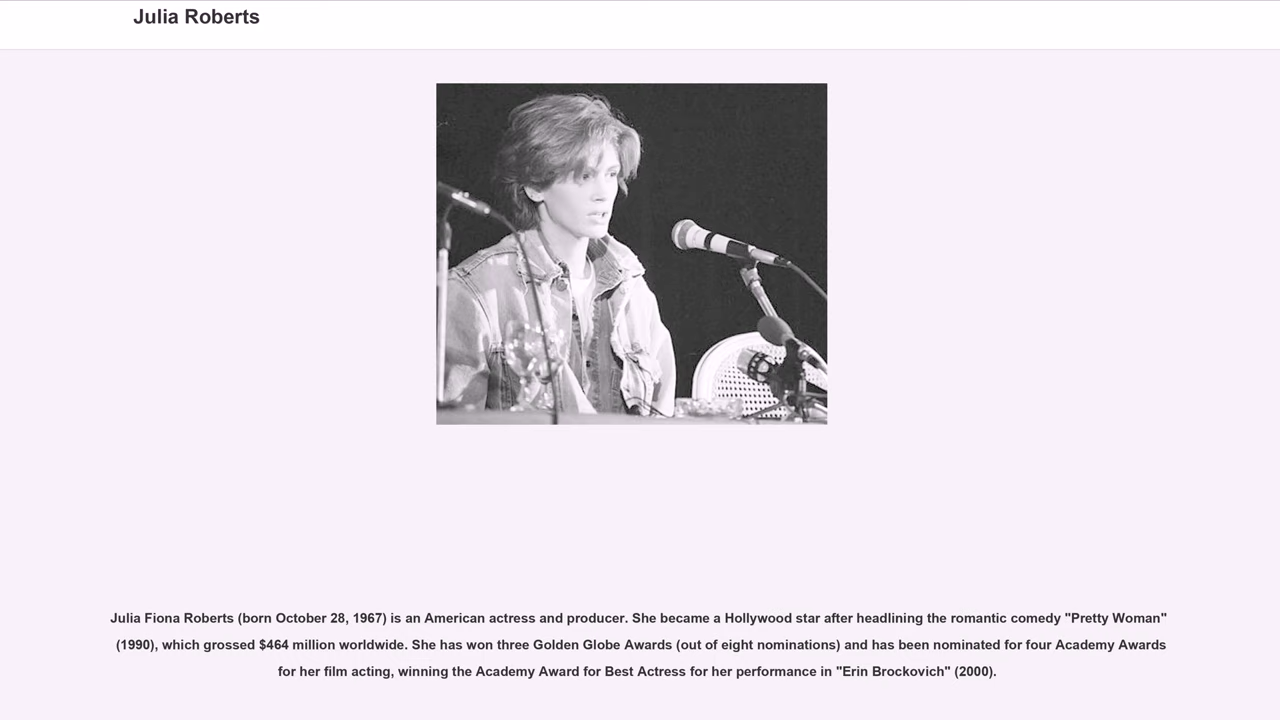 Julia Roberts
Julia Fiona Roberts (born October 28, 1967) is an American actress and producer. She became a Hollywood star after headlining the romantic comedy "Pretty Woman"
(1990), which grossed $464 million worldwide. She has won three Golden Globe Awards (out of eight nominations) and has been nominated for four Academy Awards
for her film acting, winning the Academy Award for Best Actress for her performance in "Erin Brockovich" (2000).